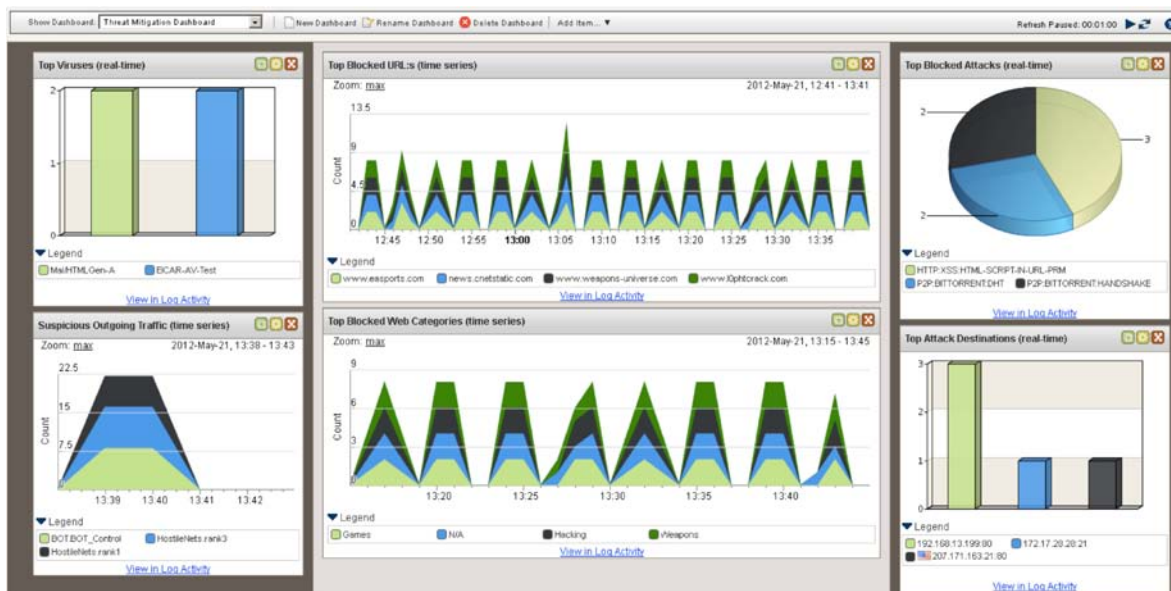 Show Dashboard: Threat Mitigation Dashboard New Dashboard Rename Dashboard Delete Dashboard Add Item... ▼ Refresh Paused: 00:01:00
Top Viruses (real-time)
2
1
0
Legend
Mal/HTMLGen-A EICAR-AV-Test
View in Log Activity
Suspicious Outgoing Traffic (time series)
Zoom: max 2012-May-21, 13:38 - 13:43
22.5
15
7.5
0
Count
13:39 13:40 13:41 13:42
Legend
BOT:BOT_Control HostileNets.rank3
HostileNets.rank1
View in Log Activity
Top Blocked URL:s (time series)
Zoom: max 2012-May-21, 12:41 - 13:41
13.5
9
4.5
0
Count
12:45 12:50 12:55 13:00 13:05 13:10 13:15 13:20 13:25 13:30 13:35
Legend
www.easports.com news.cnetstatic.com www.weapons-universe.com www.l0phtcrack.com
View in Log Activity
Top Blocked Web Categories (time series)
Zoom: max 2012-May-21, 13:15 - 13:45
9
6
3
0
Count
13:20 13:25 13:30 13:35 13:40
Legend
Games N/A Hacking Weapons
View in Log Activity
Top Blocked Attacks (real-time)
2
3
2
Legend
HTTP:XSS:HTML-SCRIPT-IN-URL-PRM
P2P:BITTORRENT:DHT P2P:BITTORRENT:HANDSHAKE
View in Log Activity
Top Attack Destinations (real-time)
3
2
1
0
Legend
192.168.13.199:80 172.17.28.28:21
207.171.163.21:80
View in Log Activity